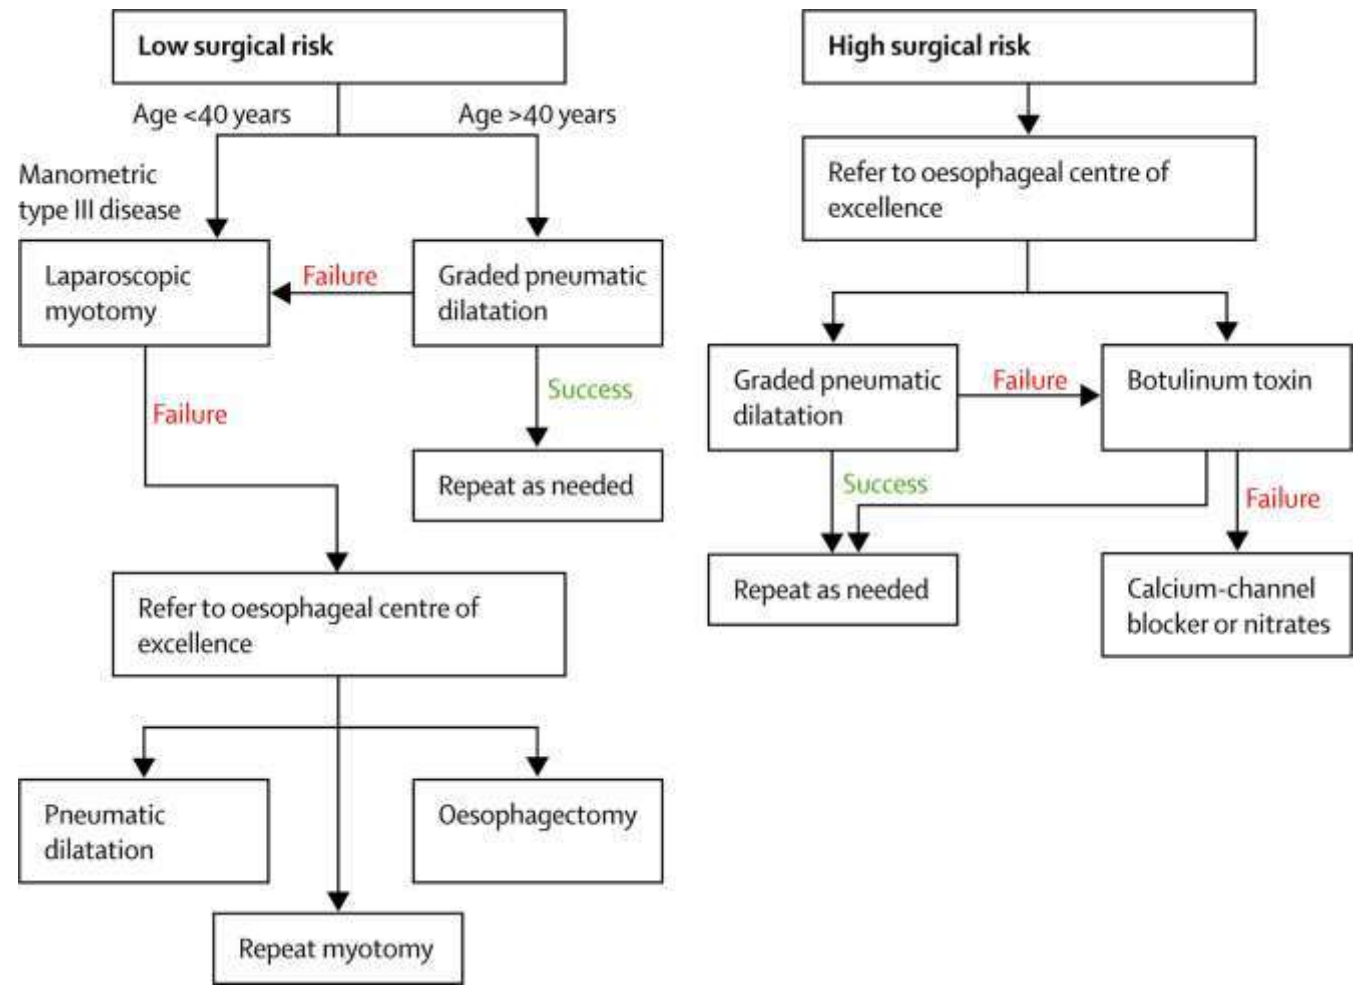 Low surgical risk
Age <40 years
Age >40 years
Manometric
type III disease
Laparoscopic
myotomy
Failure
Graded pneumatic
dilatation
Success
Failure
Repeat as needed
Refer to oesophageal centre of
excellence
Pneumatic
dilatation
Oesophagectomy
Repeat myotomy
High surgical risk
Refer to oesophageal centre of
excellence
Graded pneumatic
dilatation
Failure
Botulinum toxin
Success
Failure
Repeat as needed
Calcium-channel
blocker or nitrates